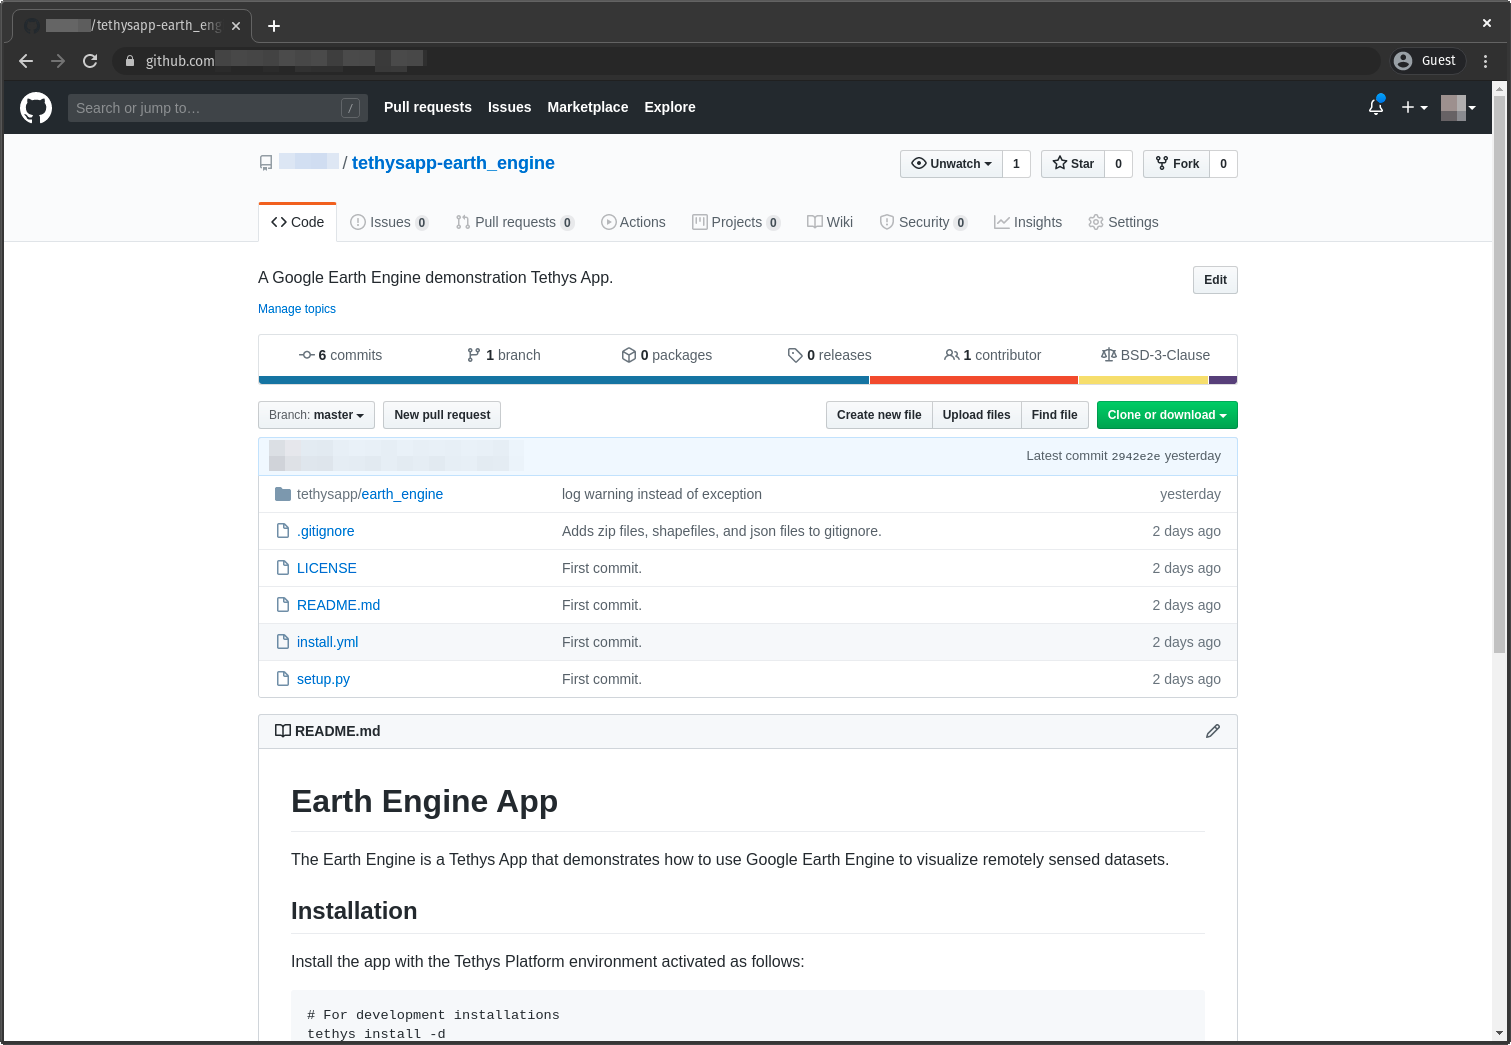 /tethysapp-earth_eng
github.com
Guest
Search or jump to…
/
Pull requests Issues Marketplace Explore
/ tethysapp-earth_engine
Unwatch 1 Star 0 Fork 0
Code Issues 0 Pull requests 0 Actions Projects 0 Wiki Security 0 Insights Settings
A Google Earth Engine demonstration Tethys App.
Edit
Manage topics
6 commits 1 branch 0 packages 0 releases 1 contributor BSD-3-Clause
Branch: master New pull request Create new file Upload files Find file Clone or download
Latest commit 2942e2e yesterday
tethysapp/earth_engine log warning instead of exception yesterday
.gitignore Adds zip files, shapefiles, and json files to gitignore. 2 days ago
LICENSE First commit. 2 days ago
README.md First commit. 2 days ago
install.yml First commit. 2 days ago
setup.py First commit. 2 days ago
README.md
Earth Engine App
The Earth Engine is a Tethys App that demonstrates how to use Google Earth Engine to visualize remotely sensed datasets.
Installation
Install the app with the Tethys Platform environment activated as follows:
# For development installations
tethys install -d